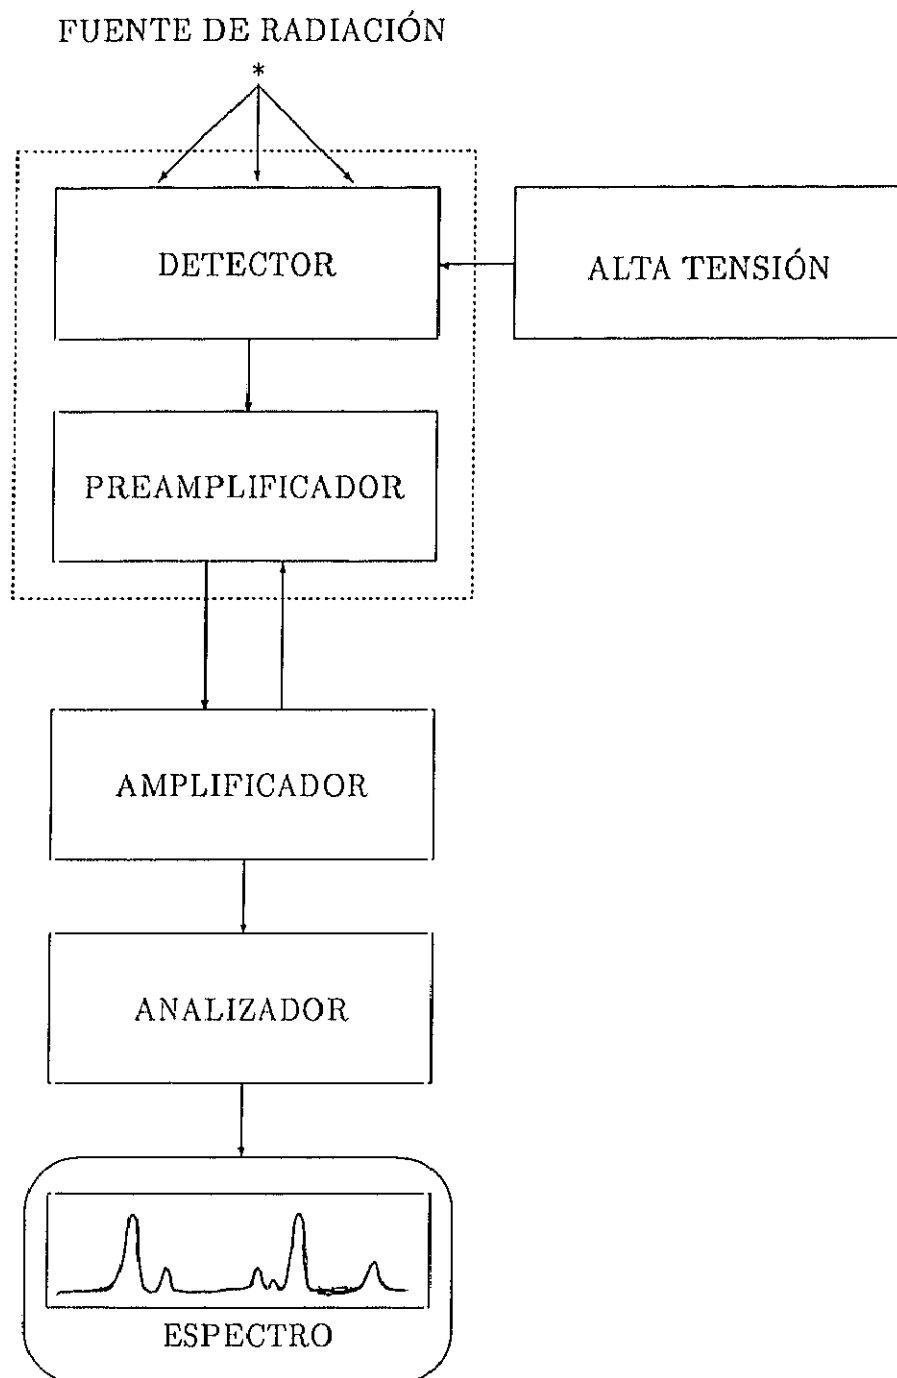 FUENTE DE RADIACIÓN
*
DETECTOR
ALTA TENSIÓN
PREAMPLIFICADOR
AMPLIFICADOR
ANALIZADOR
ESPECTRO